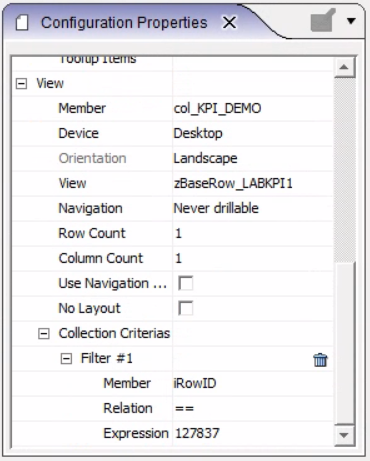 Configuration Properties
Tooltip Items
View
Member col_KPI_DEMO
Device Desktop
Orientation Landscape
View zBaseRow_LABKPI1
Navigation Never drillable
Row Count 1
Column Count 1
Use Navigation ...
No Layout
Collection Criterias
Filter #1
Member iRowID
Relation ==
Expression 127837